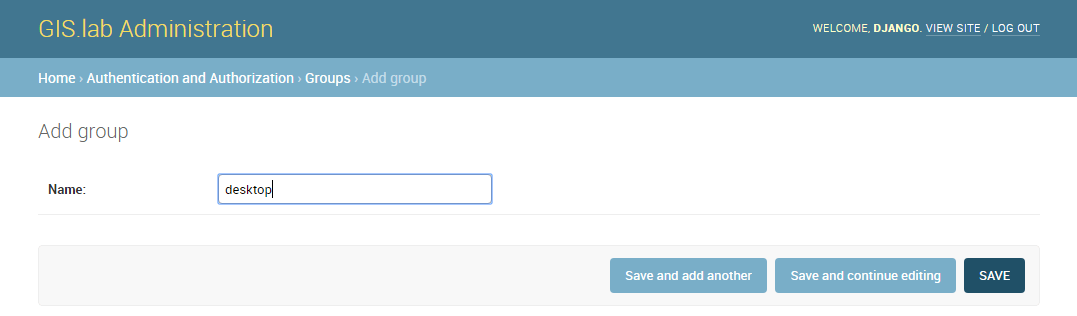 GIS.lab Administration
WELCOME, DJANGO. VIEW SITE / LOG OUT
Home › Authentication and Authorization › Groups › Add group
Add group
Name: desktop
Save and add another Save and continue editing SAVE